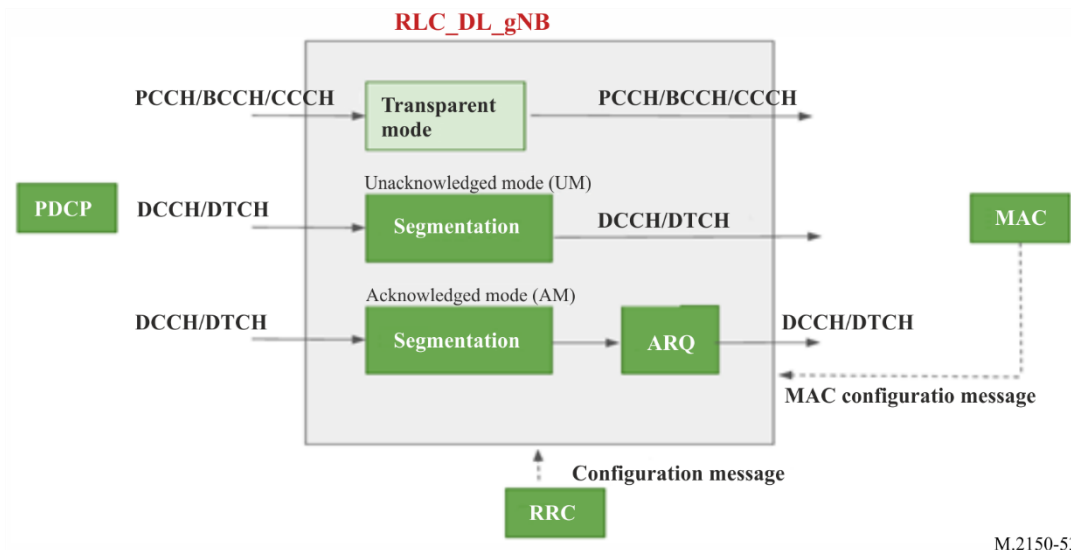 RLC_DL_gNB
PCCH/BCCH/CCCH
Transparent
mode
PCCH/BCCH/CCCH
PDCP
Unacknowledged mode (UM)
DCCH/DTCH
Segmentation
DCCH/DTCH
MAC
Acknowledged mode (AM)
DCCH/DTCH
Segmentation
ARQ
DCCH/DTCH
MAC configuratio message
Configuration message
RRC